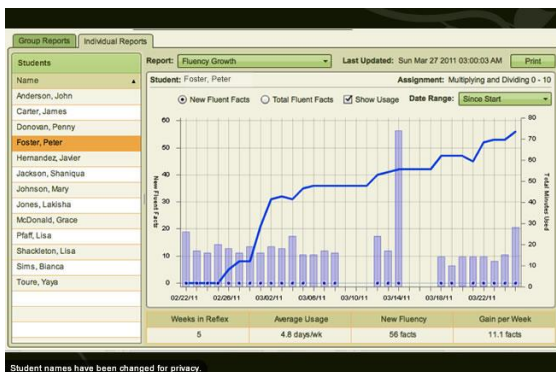 Group Reports Individual Reports
Students
Name
Anderson, John
Carter, James
Donovan, Penny
Foster, Peter
Hernandez, Javier
Jackson, Shaniqua
Johnson, Mary
Jones, Lakisha
McDonald, Grace
Pfaff, Lisa
Shackleton, Lisa
Sims, Bianca
Toure, Yaya
Report: Fluency Growth Last Updated: Sun Mar 27 2011 03:00:03 AM Print
Student: Foster, Peter Assignment: Multiplying and Dividing 0 - 10
New Fluent Facts Total Fluent Facts Show Usage Date Range: Since Start
New Fluent Facts
60
50
40
30
20
10
0
80
70
60
50
40
30
20
10
0
Total Minutes Used
02/22/11 02/26/11 03/02/11 03/06/11 03/10/11 03/14/11 03/18/11 03/22/11
Weeks in Reflex Average Usage New Fluency Gain per Week
5 4.8 days/wk 56 facts 11.1 facts
Student names have been changed for privacy.